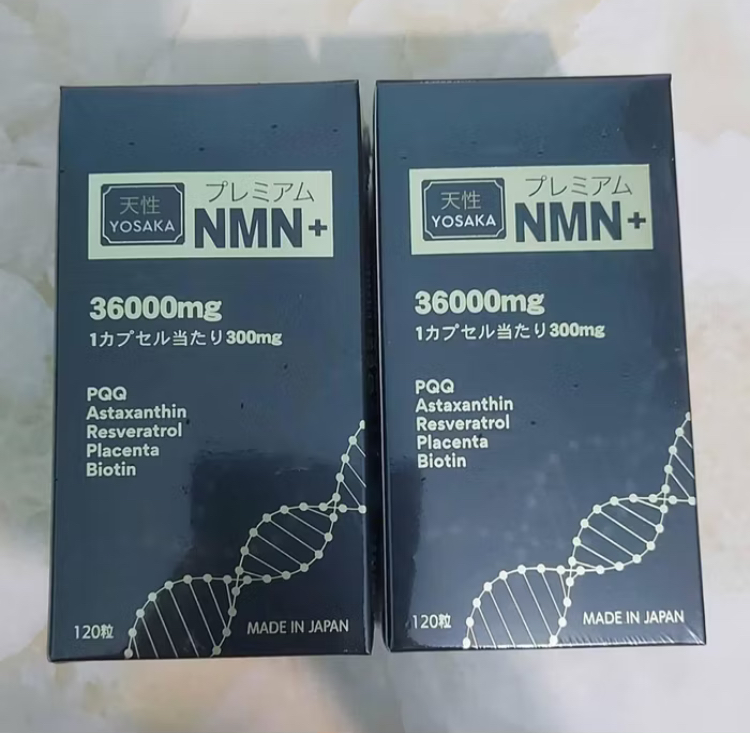 天性
YOSAKA
プレミアム
NMN+
36000mg
1カプセル当たり300mg
PQQ
Astaxanthin
Resveratrol
Placenta
Biotin
120粒
MADE IN JAPAN
天性
YOSAKA
プレミアム
NMN+
36000mg
1カプセル当たり300mg
PQQ
Astaxanthin
Resveratrol
Placenta
Biotin
120粒
MADE IN JAPAN